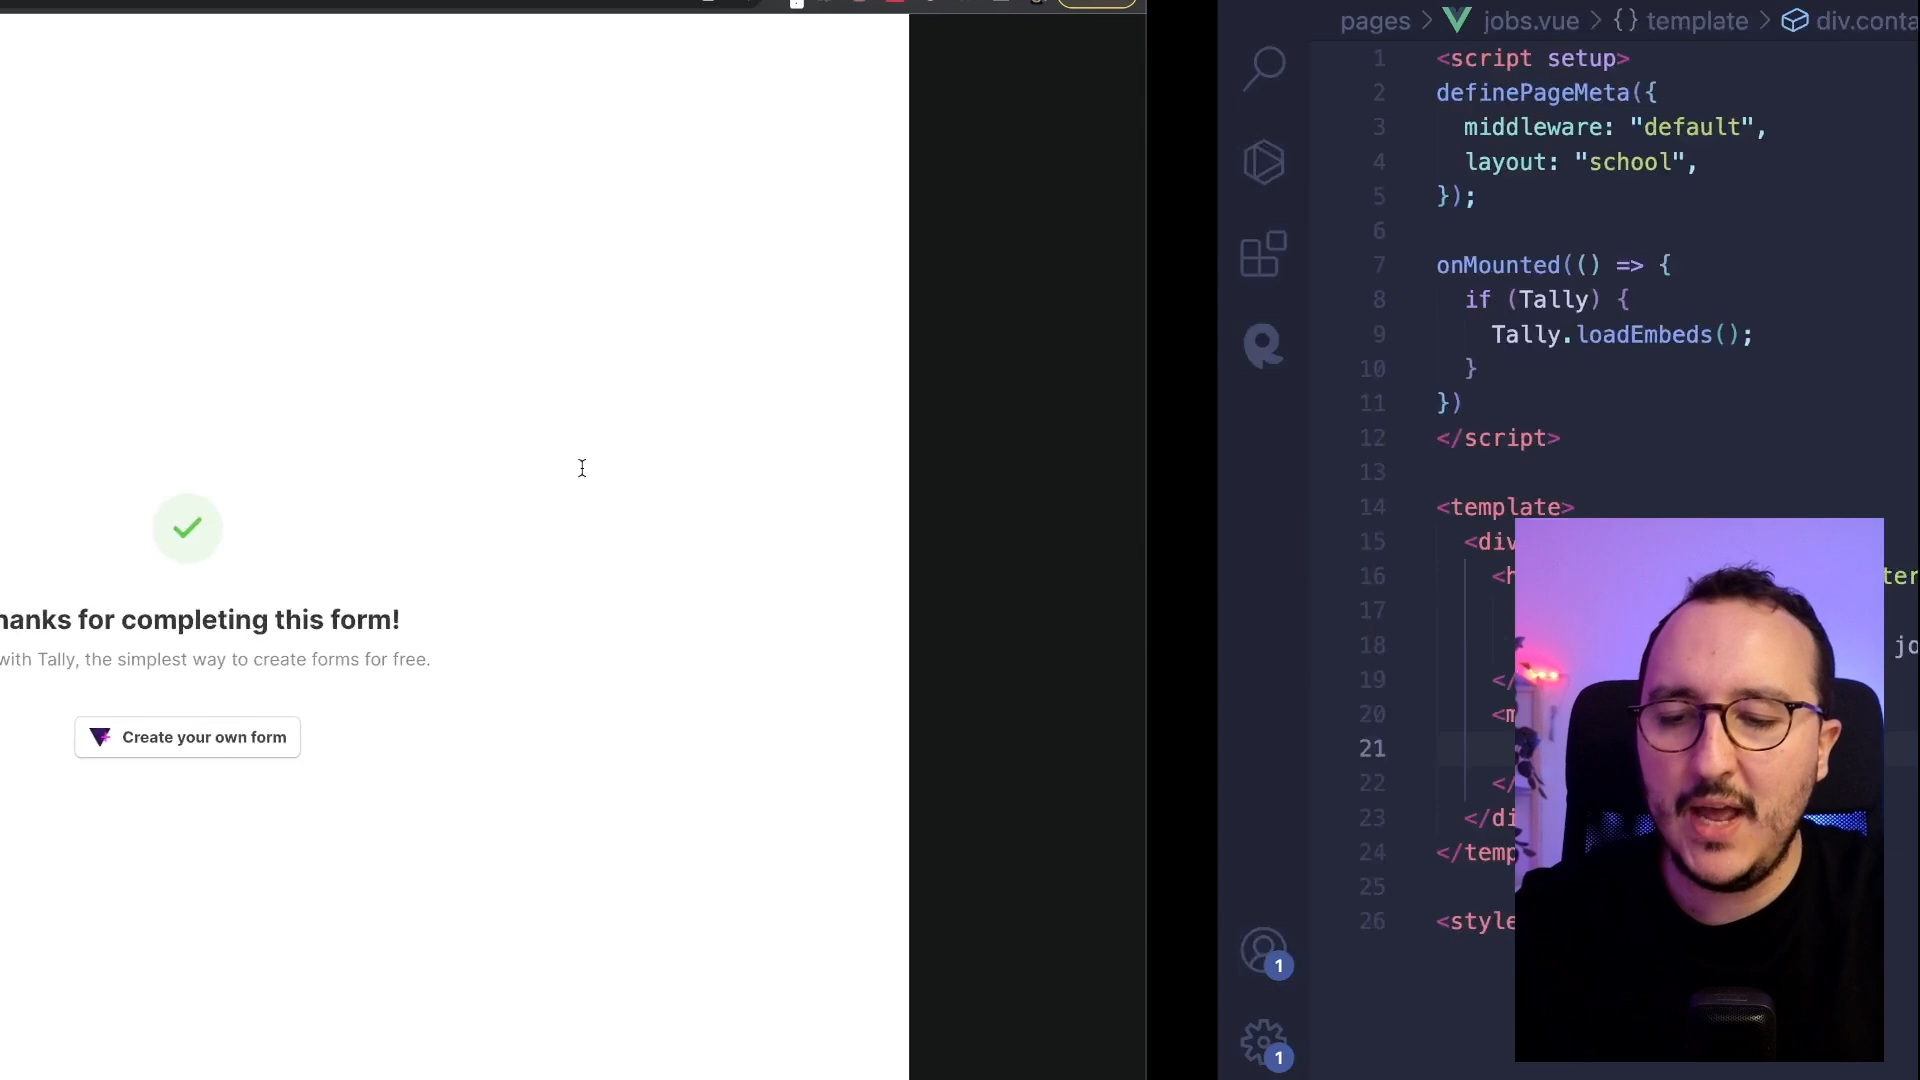 hanks for completing this form!
with Tally, the simplest way to create forms for free.
Create your own form
pages > jobs.vue > {} template > div.conta
1 <script setup>
2 definePageMeta({
3 middleware: "default",
4 layout: "school",
5 });
6
7 onMounted(() => {
8 if (Tally) {
9 Tally.loadEmbeds();
10 }
11 })
12 </script>
13
14 <template>
15 <div
16 <h ter
17
18 jo
19 </
20 <m
21
22 </
23 </di
24 </temp
25
26 <style
1
1